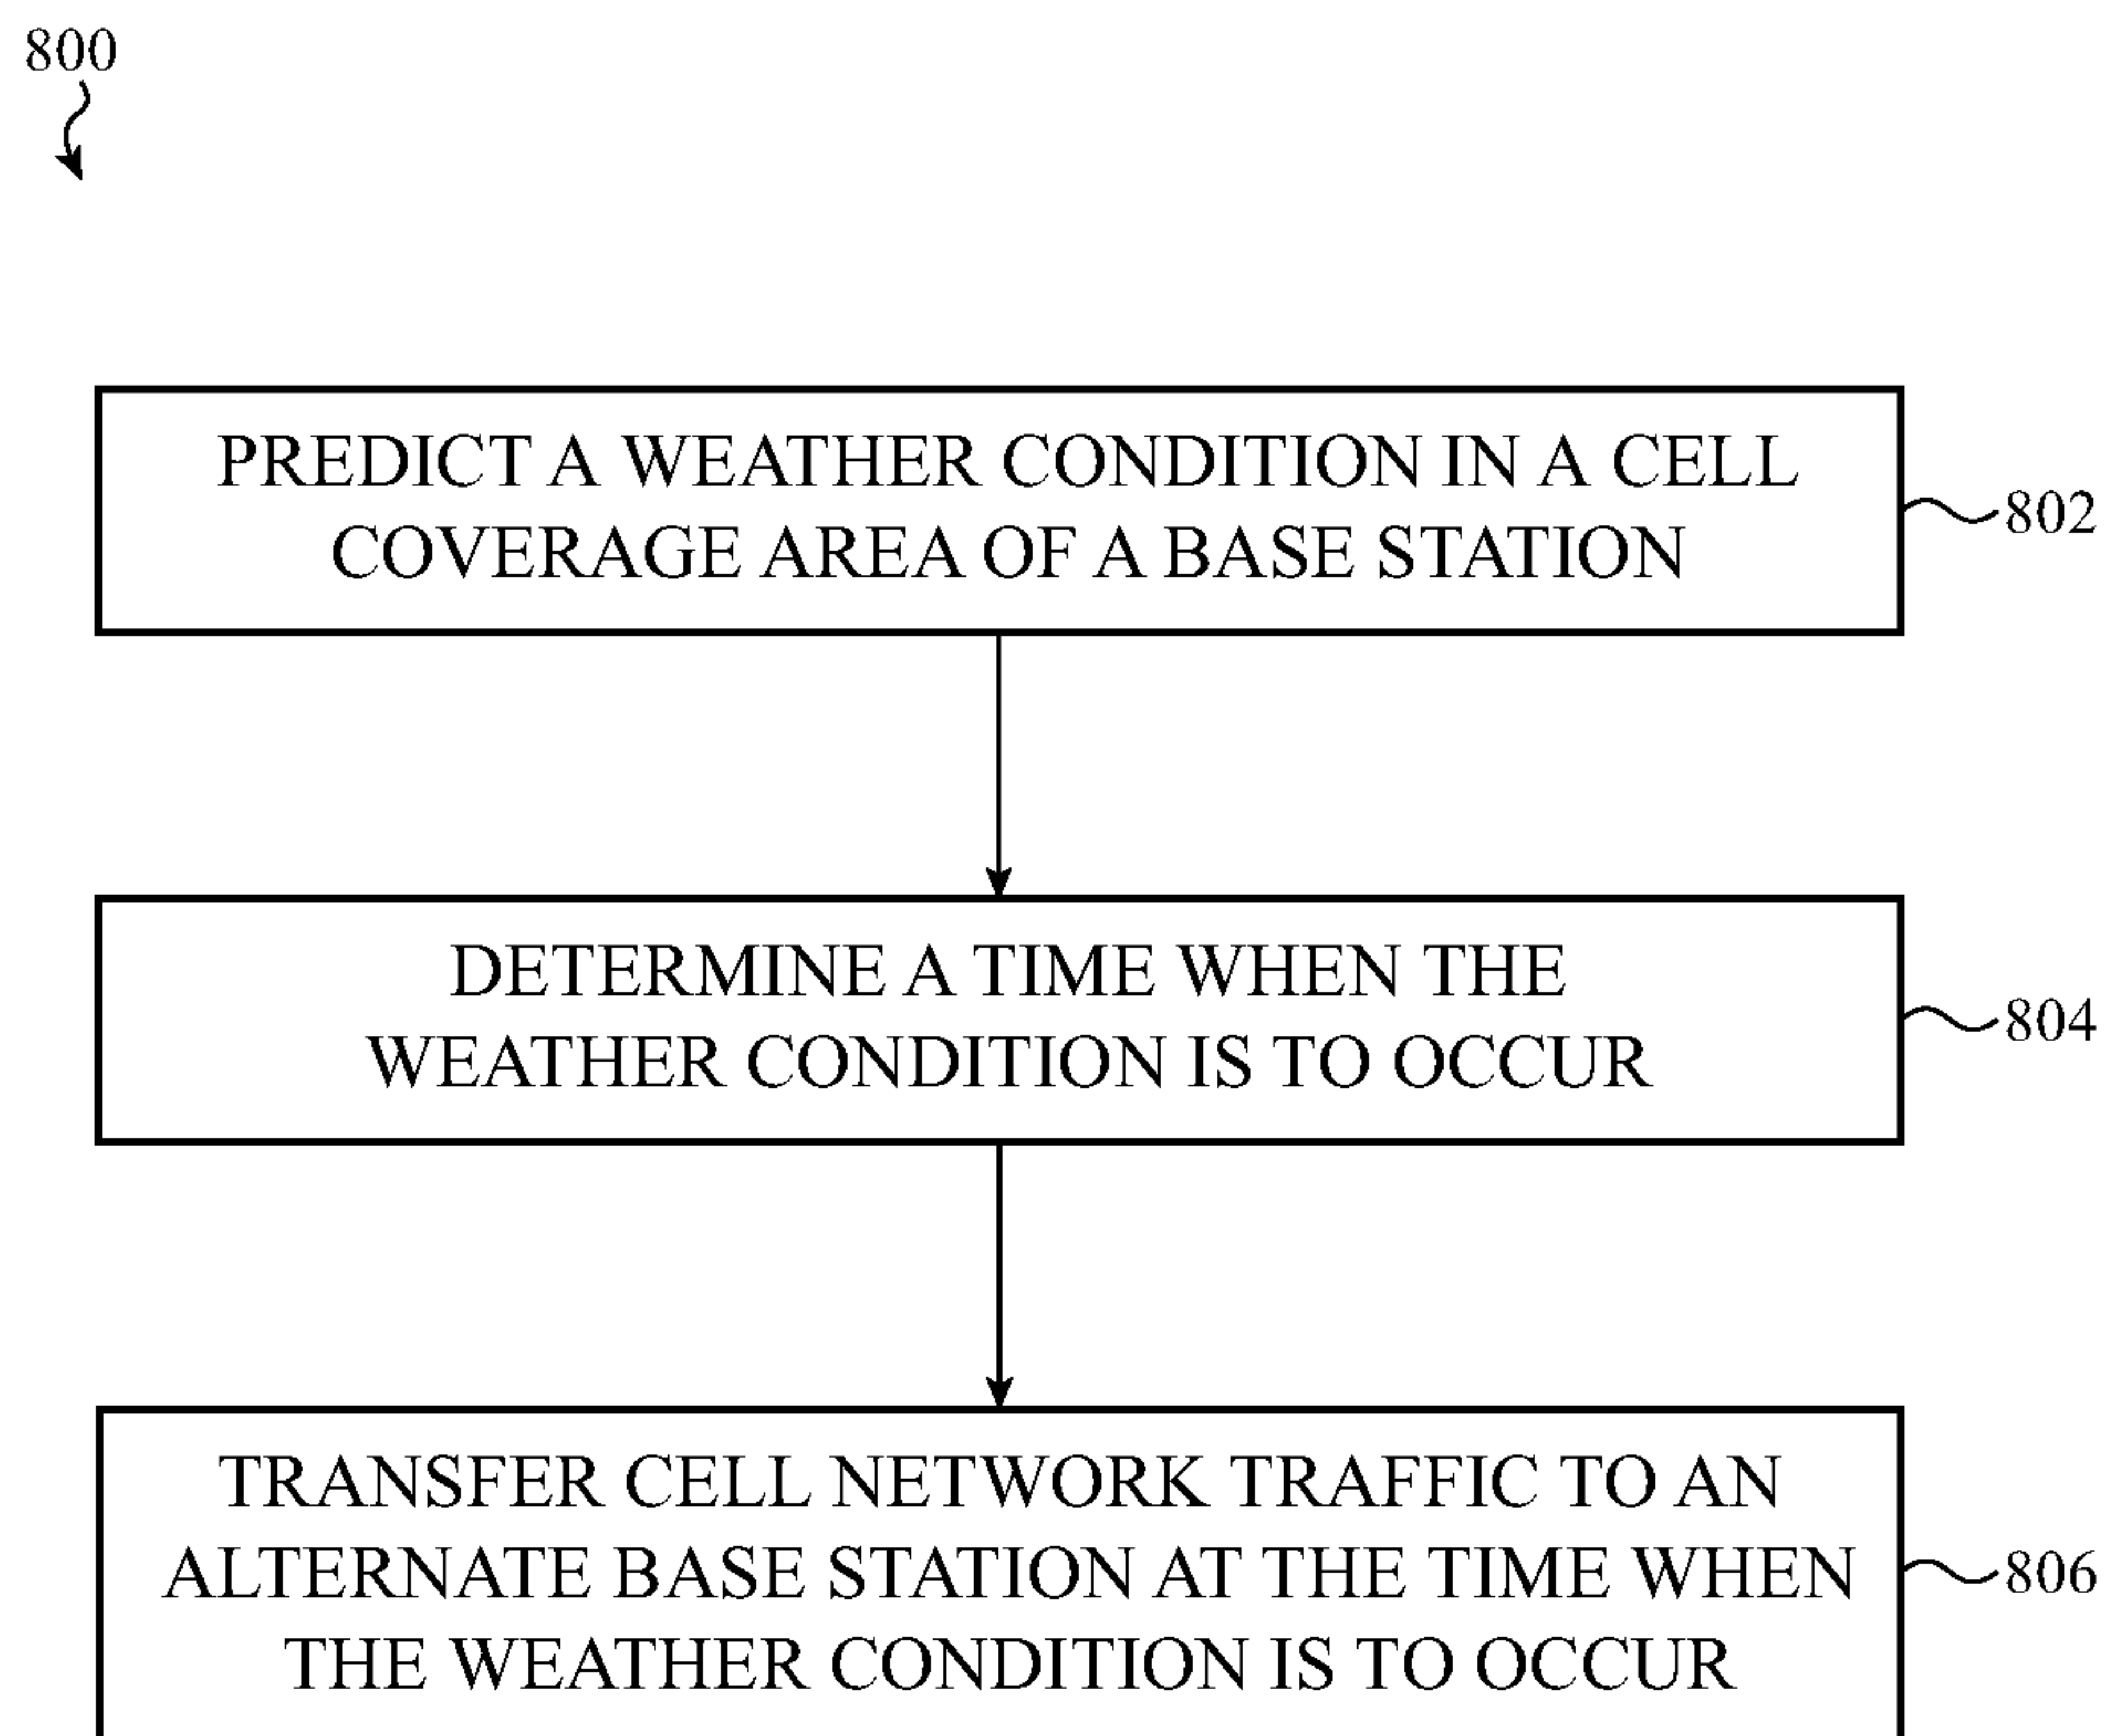 800
PREDICT A WEATHER CONDITION IN A CELL
COVERAGE AREA OF A BASE STATION
802
DETERMINE A TIME WHEN THE
WEATHER CONDITION IS TO OCCUR
804
TRANSFER CELL NETWORK TRAFFIC TO AN
ALTERNATE BASE STATION AT THE TIME WHEN
THE WEATHER CONDITION IS TO OCCUR
806